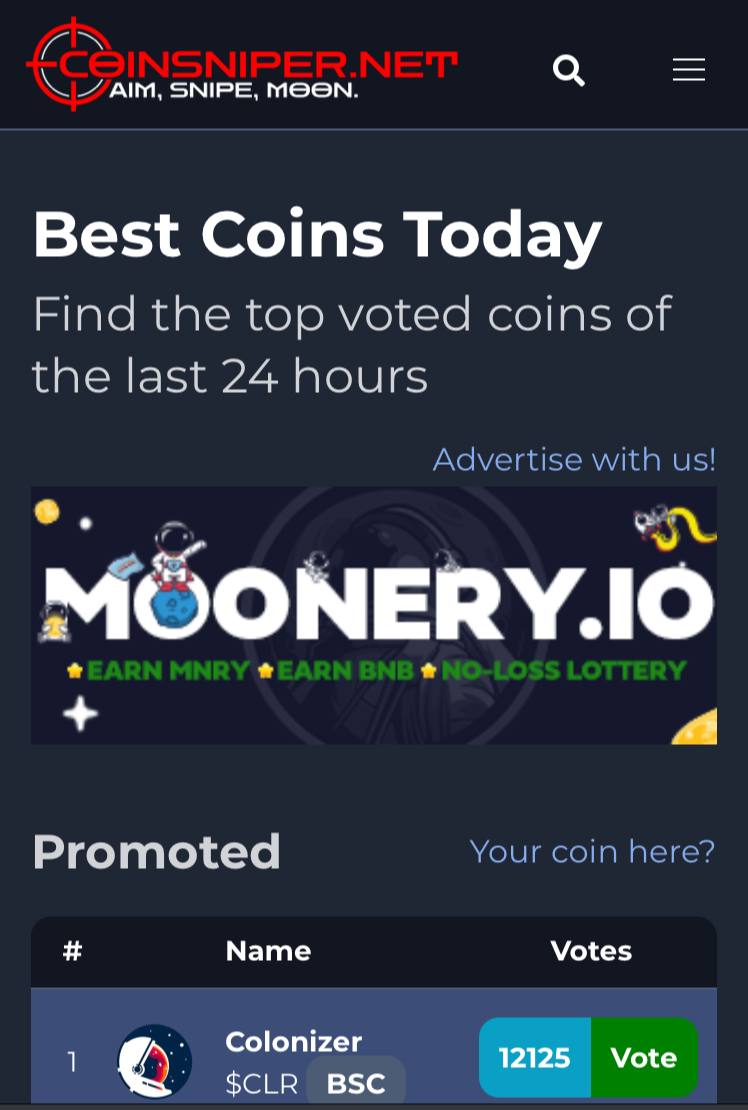 COINSNIPER.NET
AIM, SNIPE, MOON.
Best Coins Today
Find the top voted coins of
the last 24 hours
Advertise with us!
MOONERY.IO
EARN MNRY EARN BNB NO-LOSS LOTTERY
Promoted Your coin here?
# Name Votes
1 Colonizer 12125 Vote
$CLR BSC